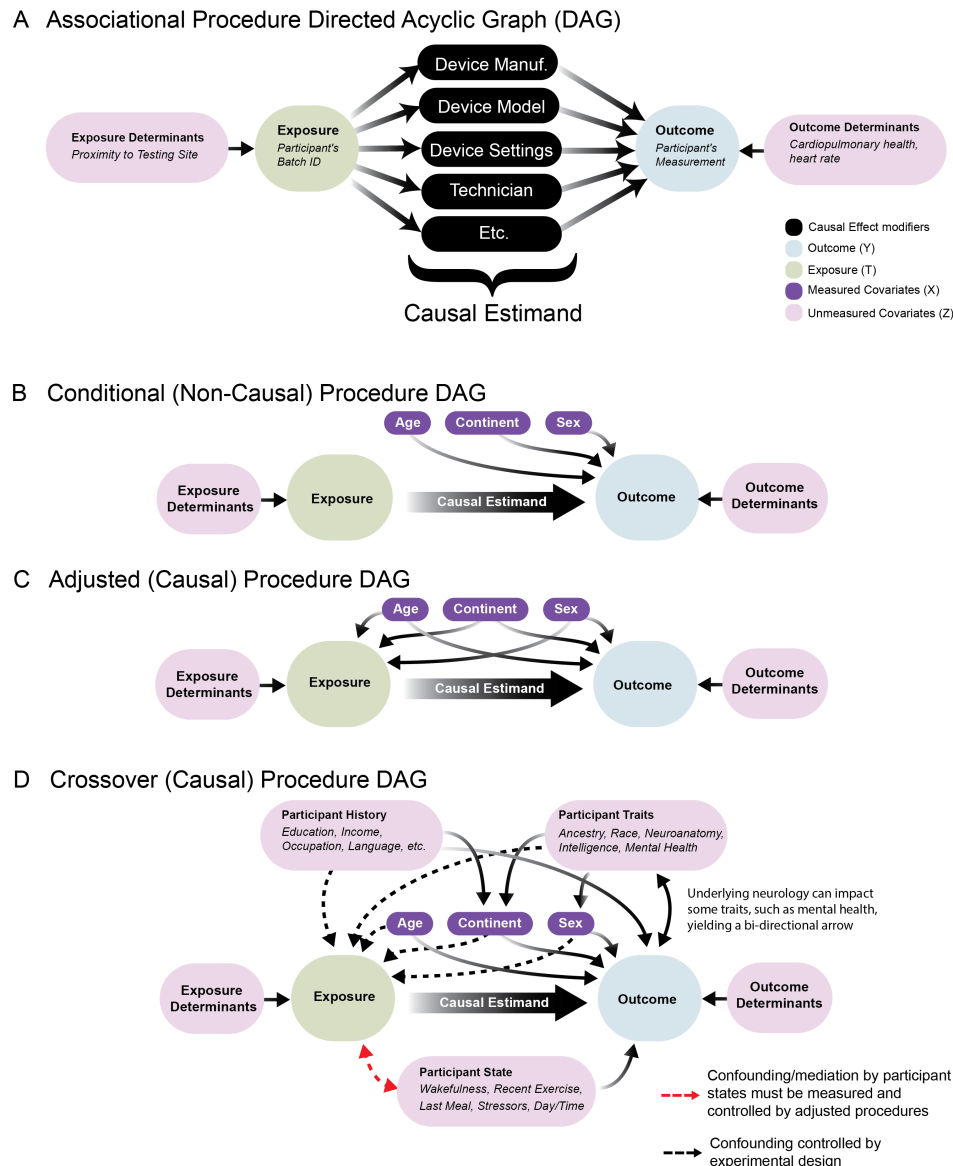 A Associational Procedure Directed Acyclic Graph (DAG)
Device Manuf.
Device Model
Device Settings
Technician
Etc.
Exposure Determinants
Proximity to Testing Site
Exposure
Participant's
Batch ID
Outcome
Participant's
Measurement
Outcome Determinants
Cardiopulmonary health,
heart rate
Causal Estimand
Causal Effect modifiers
Outcome (Y)
Exposure (T)
Measured Covariates (X)
Unmeasured Covariates (Z)
B Conditional (Non-Causal) Procedure DAG
Age
Continent
Sex
Exposure
Determinants
Exposure
Causal Estimand
Outcome
Outcome
Determinants
C Adjusted (Causal) Procedure DAG
Age
Continent
Sex
Exposure
Determinants
Exposure
Causal Estimand
Outcome
Outcome
Determinants
D Crossover (Causal) Procedure DAG
Participant History
Education, Income,
Occupation, Language, etc.
Participant Traits
Ancestry, Race, Neuroanatomy,
Intelligence, Mental Health
Underlying neurology can impact
some traits, such as mental health,
yielding a bi-directional arrow
Age
Continent
Sex
Exposure
Determinants
Exposure
Causal Estimand
Outcome
Outcome
Determinants
Participant State
Wakefulness, Recent Exercise,
Last Meal, Stressors, Day/Time
Confounding/mediation by participant
states must be measured and
controlled by adjusted procedures
Confounding controlled by
experimental design